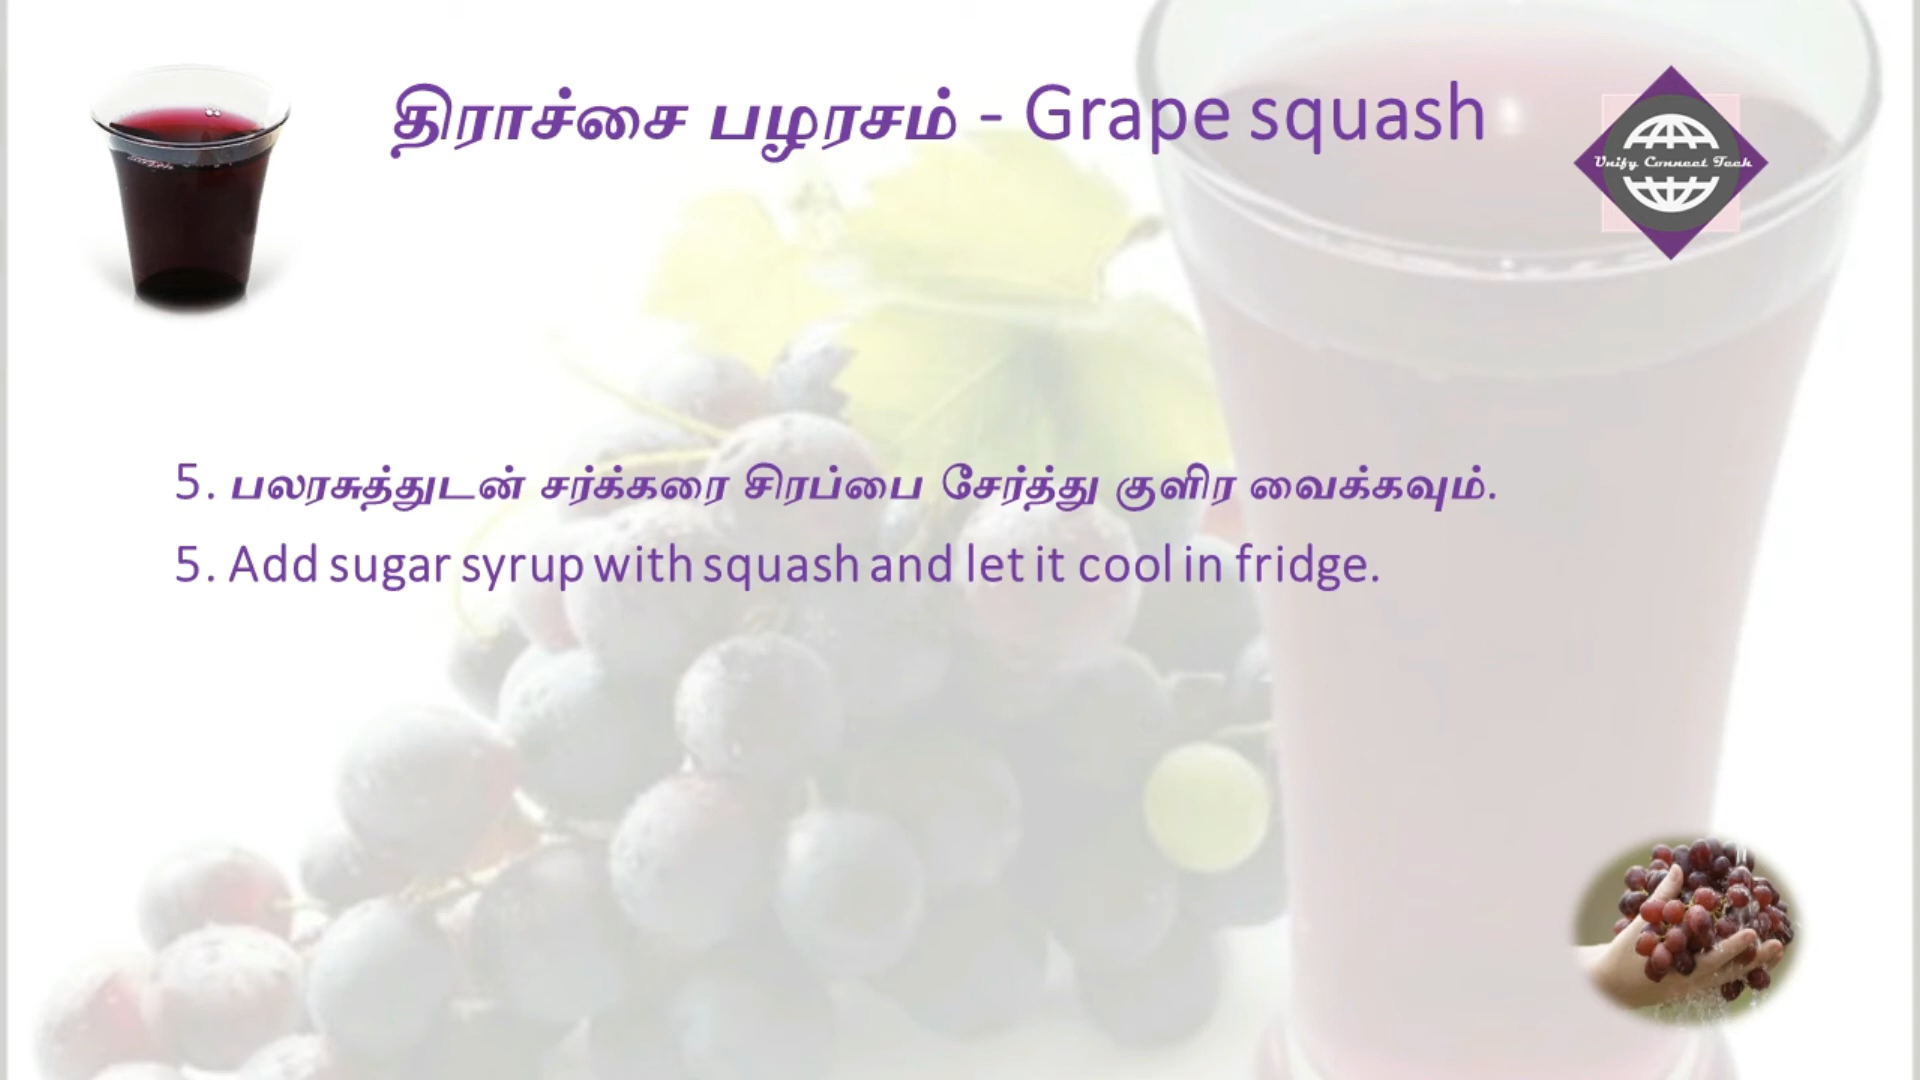 திராச்சை பழரசம் - Grape squash
Unify Connect Tech
5. பலரசுத்துடன் சர்க்கரை சிரப்பை சேர்த்து குளிர வைக்கவும்.
5. Add sugar syrup with squash and let it cool in fridge.